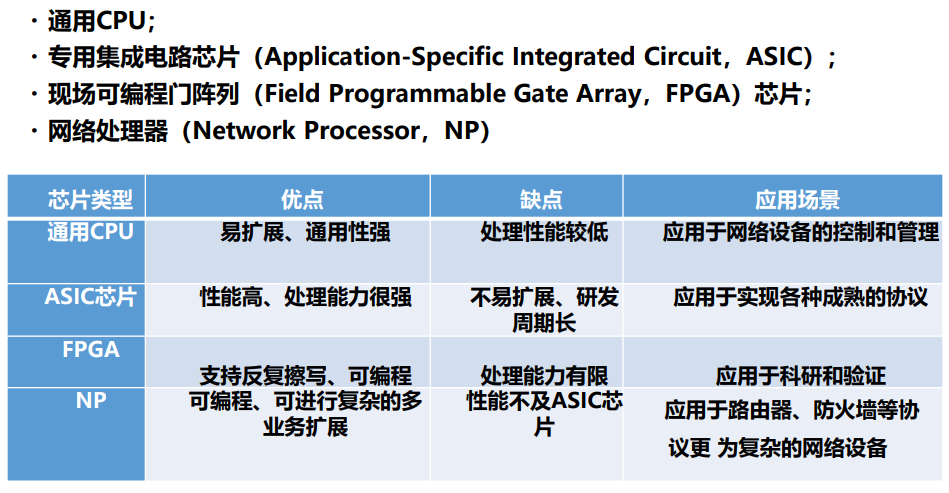 · 通用CPU；
· 专用集成电路芯片（Application-Specific Integrated Circuit，ASIC）；
· 现场可编程门阵列（Field Programmable Gate Array，FPGA）芯片；
· 网络处理器（Network Processor，NP）
芯片类型 优点 缺点 应用场景
通用CPU 易扩展、通用性强 处理性能较低 应用于网络设备的控制和管理
ASIC芯片 性能高、处理能力很强 不易扩展、研发 应用于实现各种成熟的协议
周期长
FPGA
支持反复擦写、可编程 处理能力有限 应用于科研和验证
NP 可编程、可进行复杂的多 性能不及ASIC芯 应用于路由器、防火墙等协
业务扩展 片 议更 为复杂的网络设备